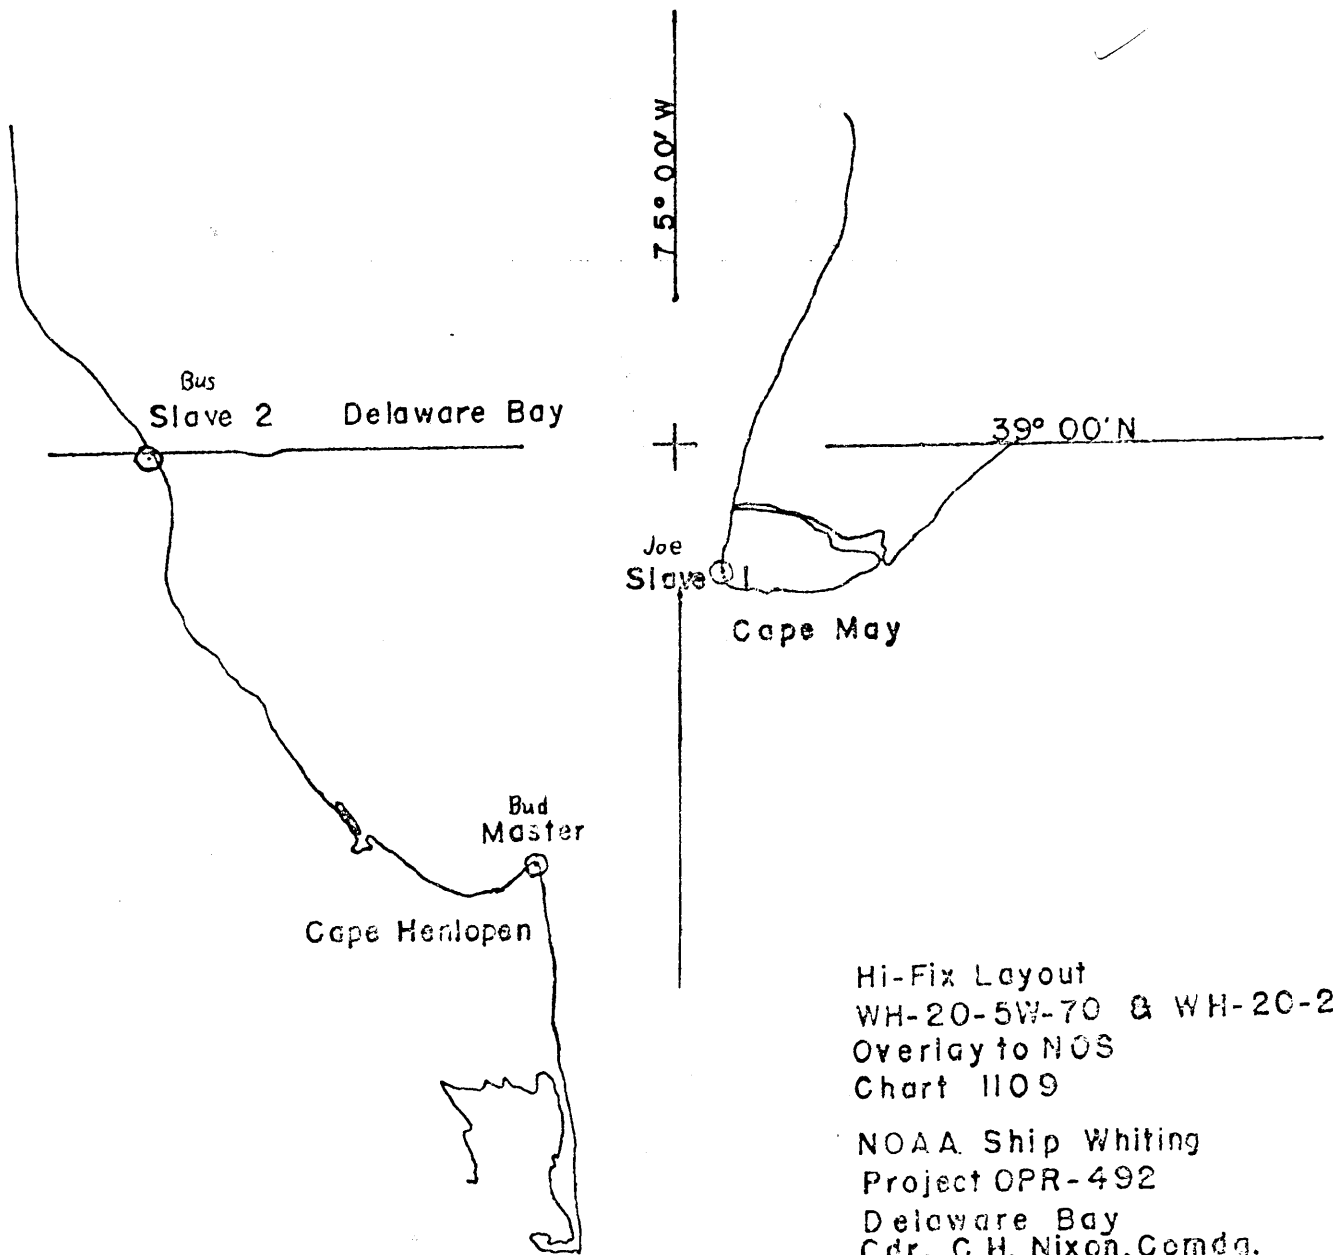 75° 00' W
Bus
Slave 2
Delaware Bay
39° 00' N
Joe
Slave 1
Cape May
Bud
Master
Cape Henlopen
Hi-Fix Layout
WH-20-5W-70 & WH-20-2
Overlay to NOS
Chart 1109
NOAA Ship Whiting
Project OPR-492
Delaware Bay
Cdr. C.H. Nixon, Comdg.